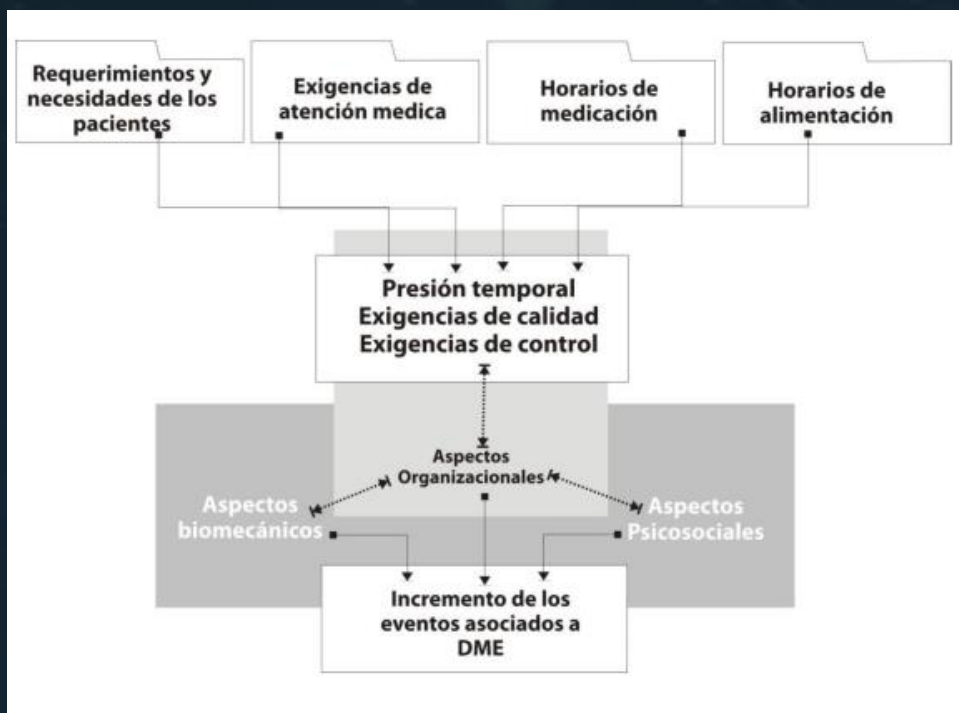 Requerimientos y
necesidades de los
pacientes
Exigencias de
atención medica
Horarios de
medicación
Horarios de
alimentación
Presión temporal
Exigencias de calidad
Exigencias de control
Aspectos
Organizacionales
Aspectos
biomecánicos
Aspectos
Psicosociales
Incremento de los
eventos asociados a
DME